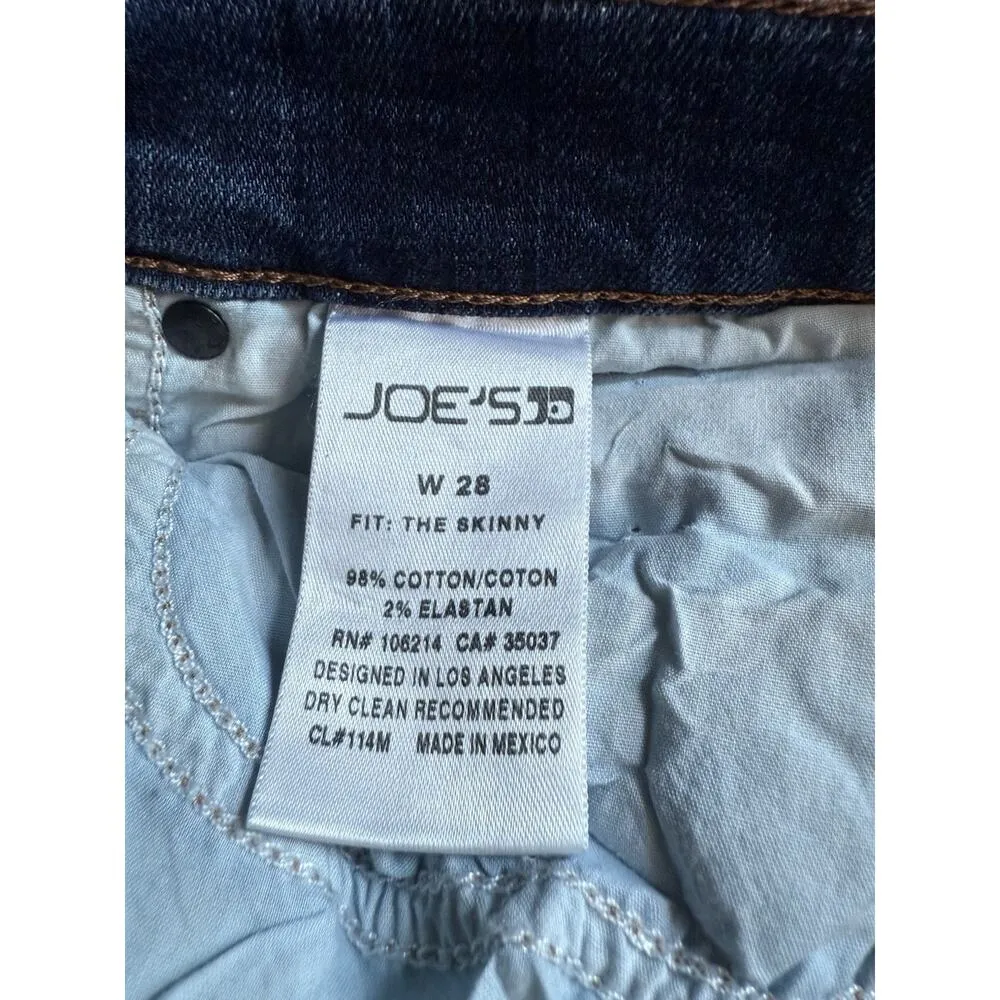 JOE'S
W 28
FIT: THE SKINNY
98% COTTON/COTON
2% ELASTAN
RN# 106214 CA# 35037
DESIGNED IN LOS ANGELES
DRY CLEAN RECOMMENDED
CL#114M MADE IN MEXICO